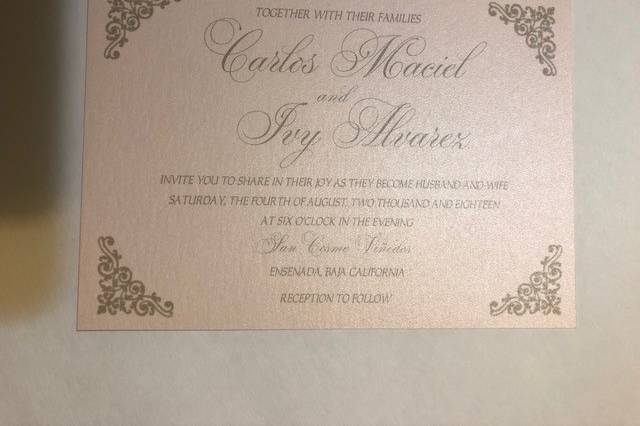 TOGETHER WITH THEIR FAMILIES
Carlos Maciel
and
Ivy Alvarez
INVITE YOU TO SHARE IN THEIR JOY AS THEY BECOME HUSBAND AND WIFE
SATURDAY, THE FOURTH OF AUGUST, TWO THOUSAND AND EIGHTEEN
AT SIX O'CLOCK IN THE EVENING
San Cosme Viñedos
ENSENADA, BAJA CALIFORNIA
RECEPTION TO FOLLOW